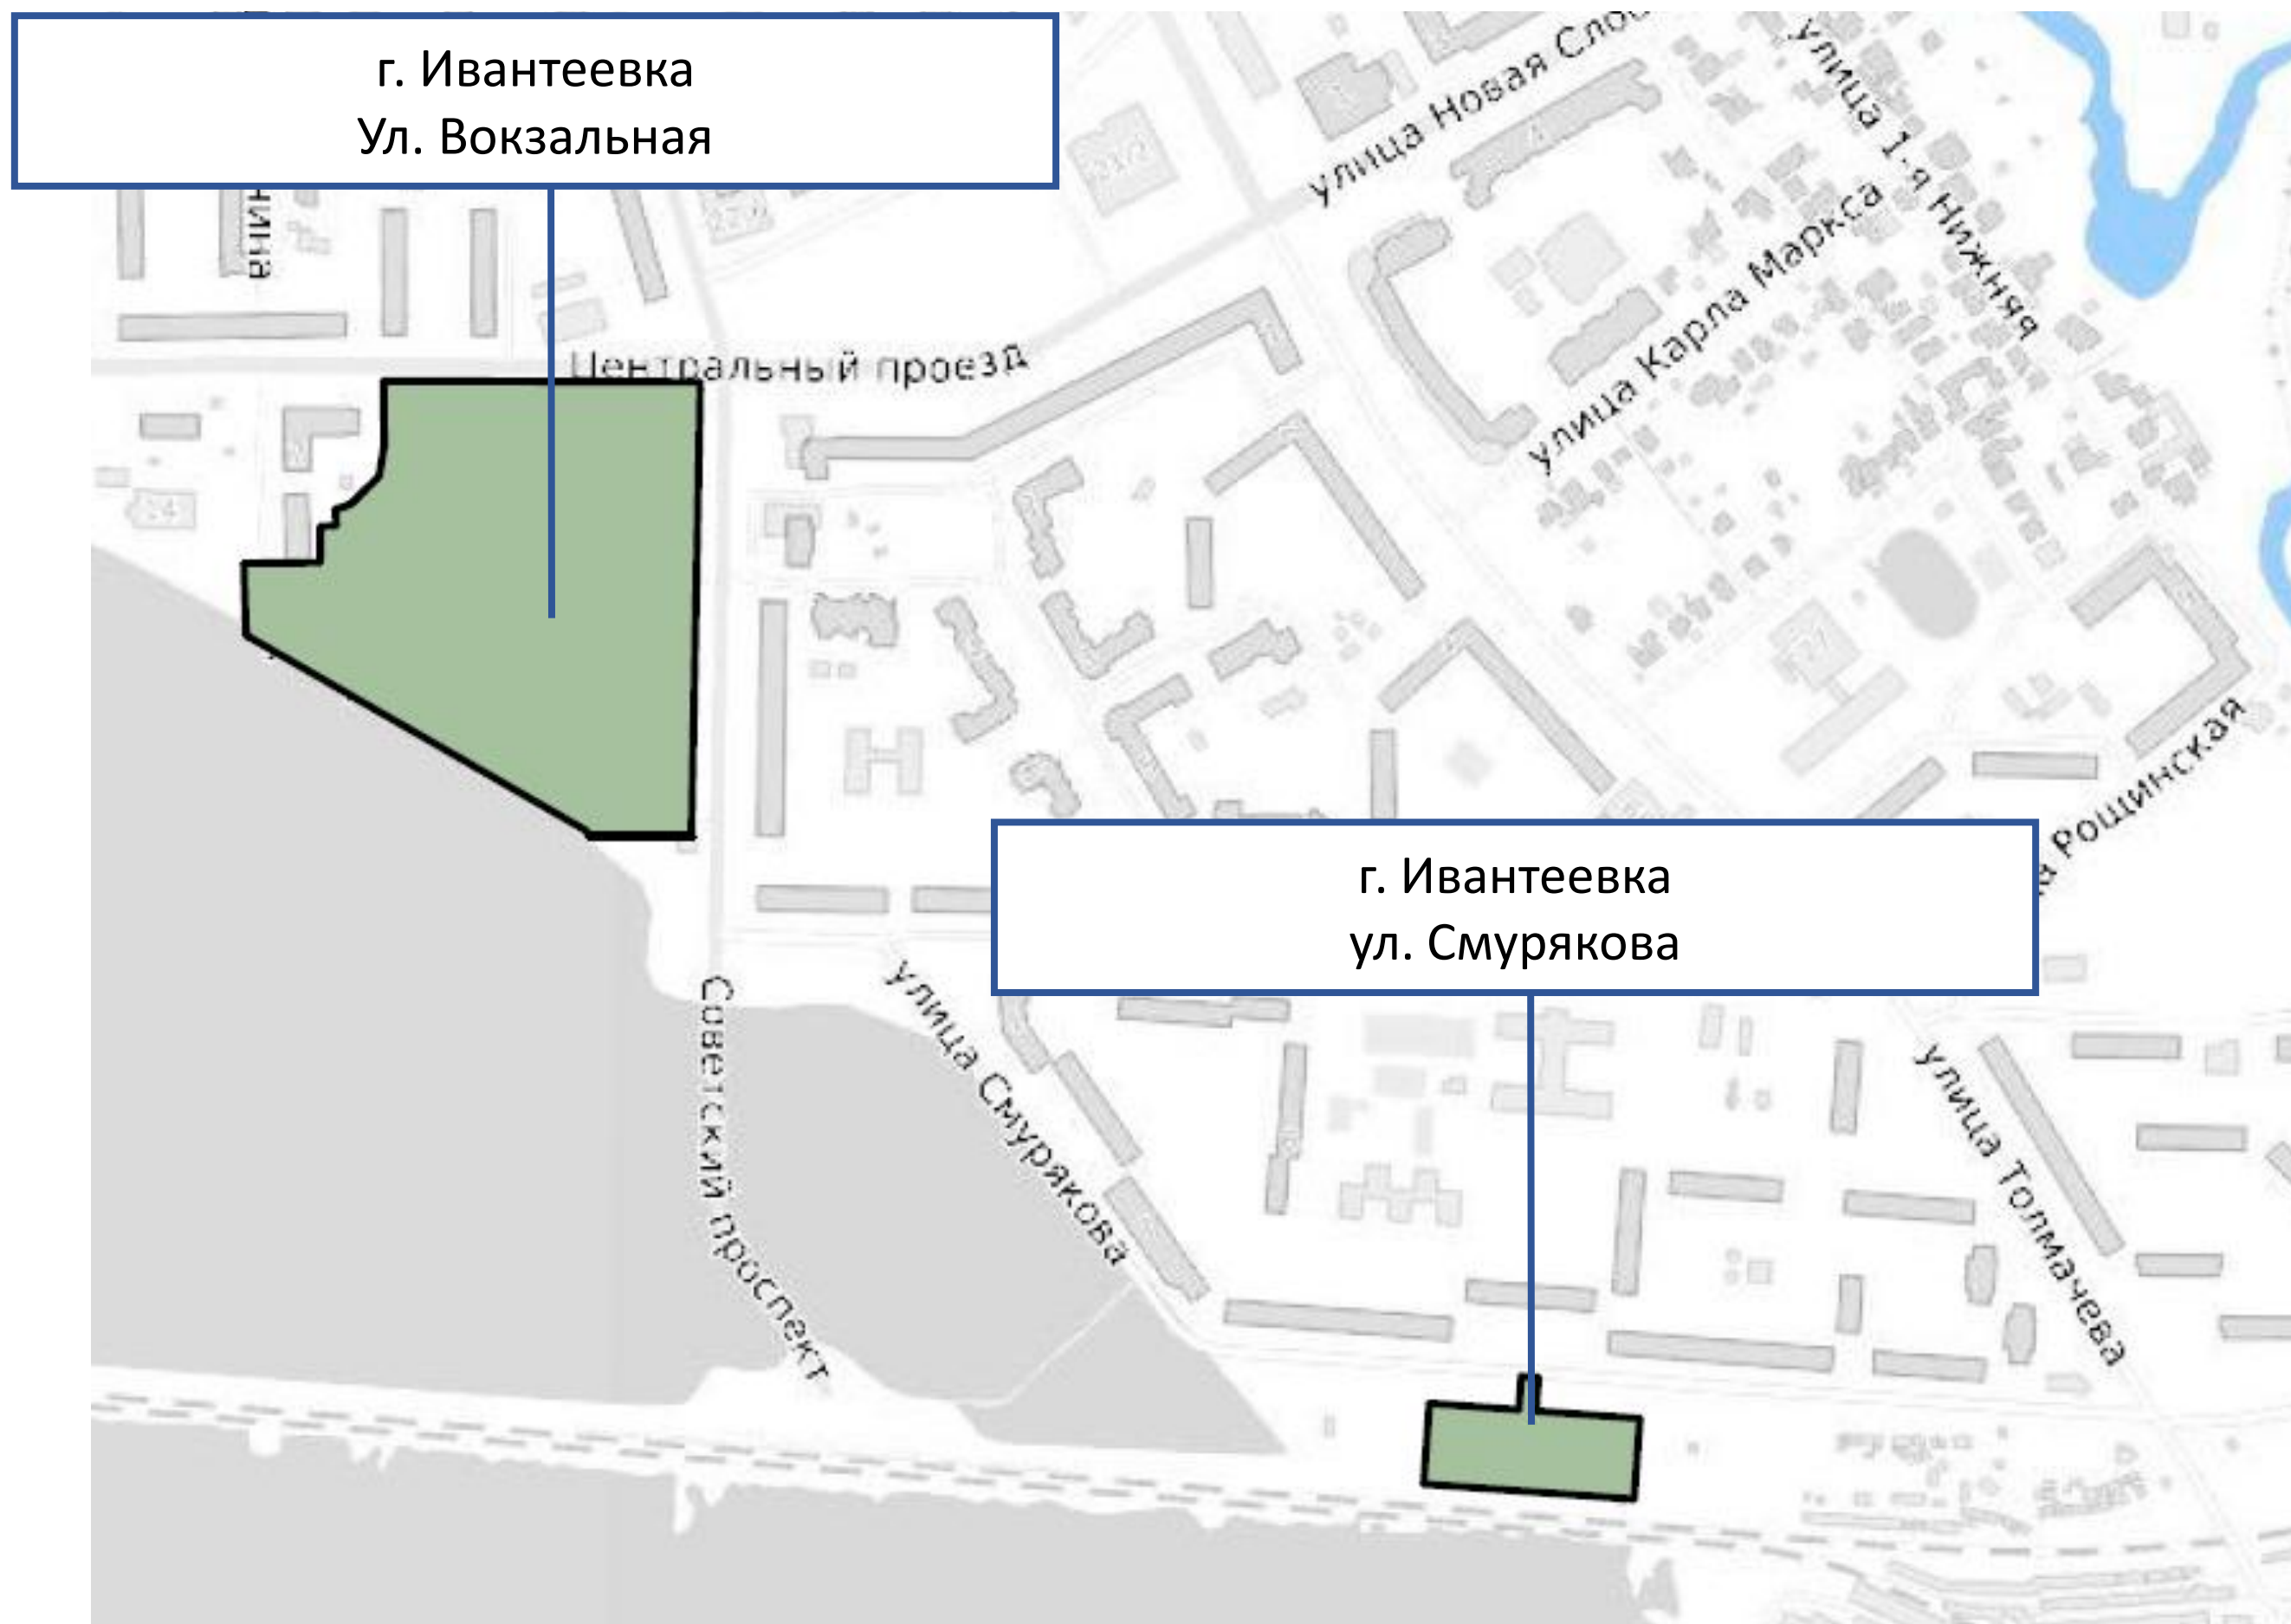 г. Ивантеевка
Ул. Вокзальная
улица Новая
улица 1-я Нижняя
улица Карла Маркса
Центральный проезд
Рощинская
г. Ивантеевка
ул. Смурякова
улица Смурякова
Советский проспект
улица Толмачева